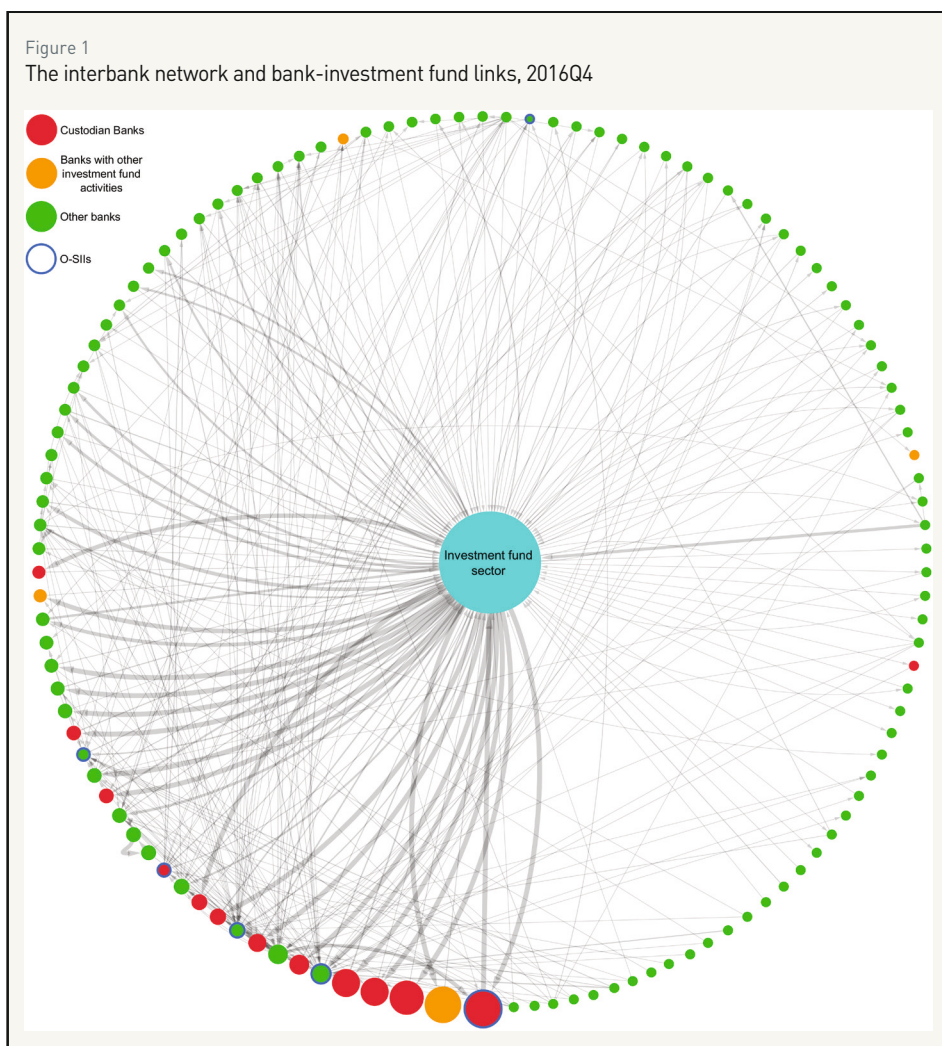 Figure 1
The interbank network and bank-investment fund links, 2016Q4
Custodian Banks
Banks with other
investment fund
activities
Other banks
O-SIIs
Investment fund
sector